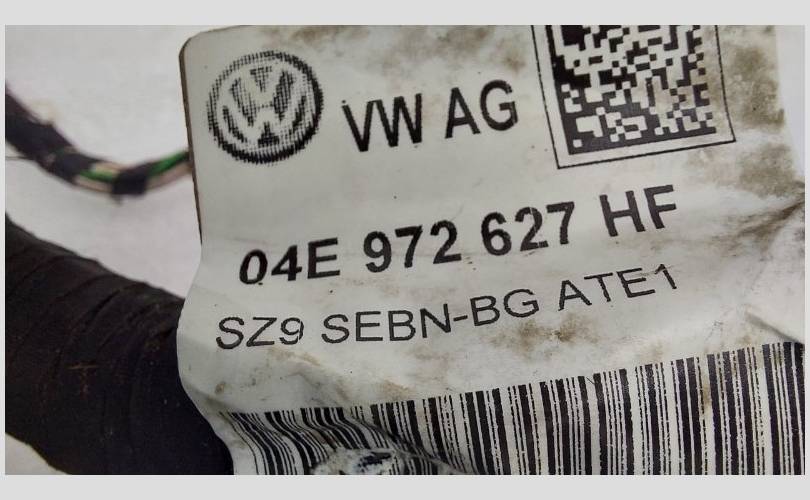 VW AG
04E 972 627 HF
SZ9 SEBN-BG ATE1